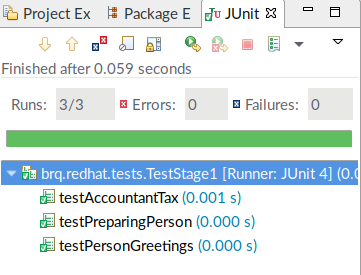 Project Ex
Package E
JUnit
Finished after 0.059 seconds
Runs: 3/3
Errors: 0
Failures: 0
brq.redhat.tests.TestStage1 [Runner: JUnit 4] (0.0
testAccountantTax (0.001 s)
testPreparingPerson (0.000 s)
testPersonGreetings (0.000 s)